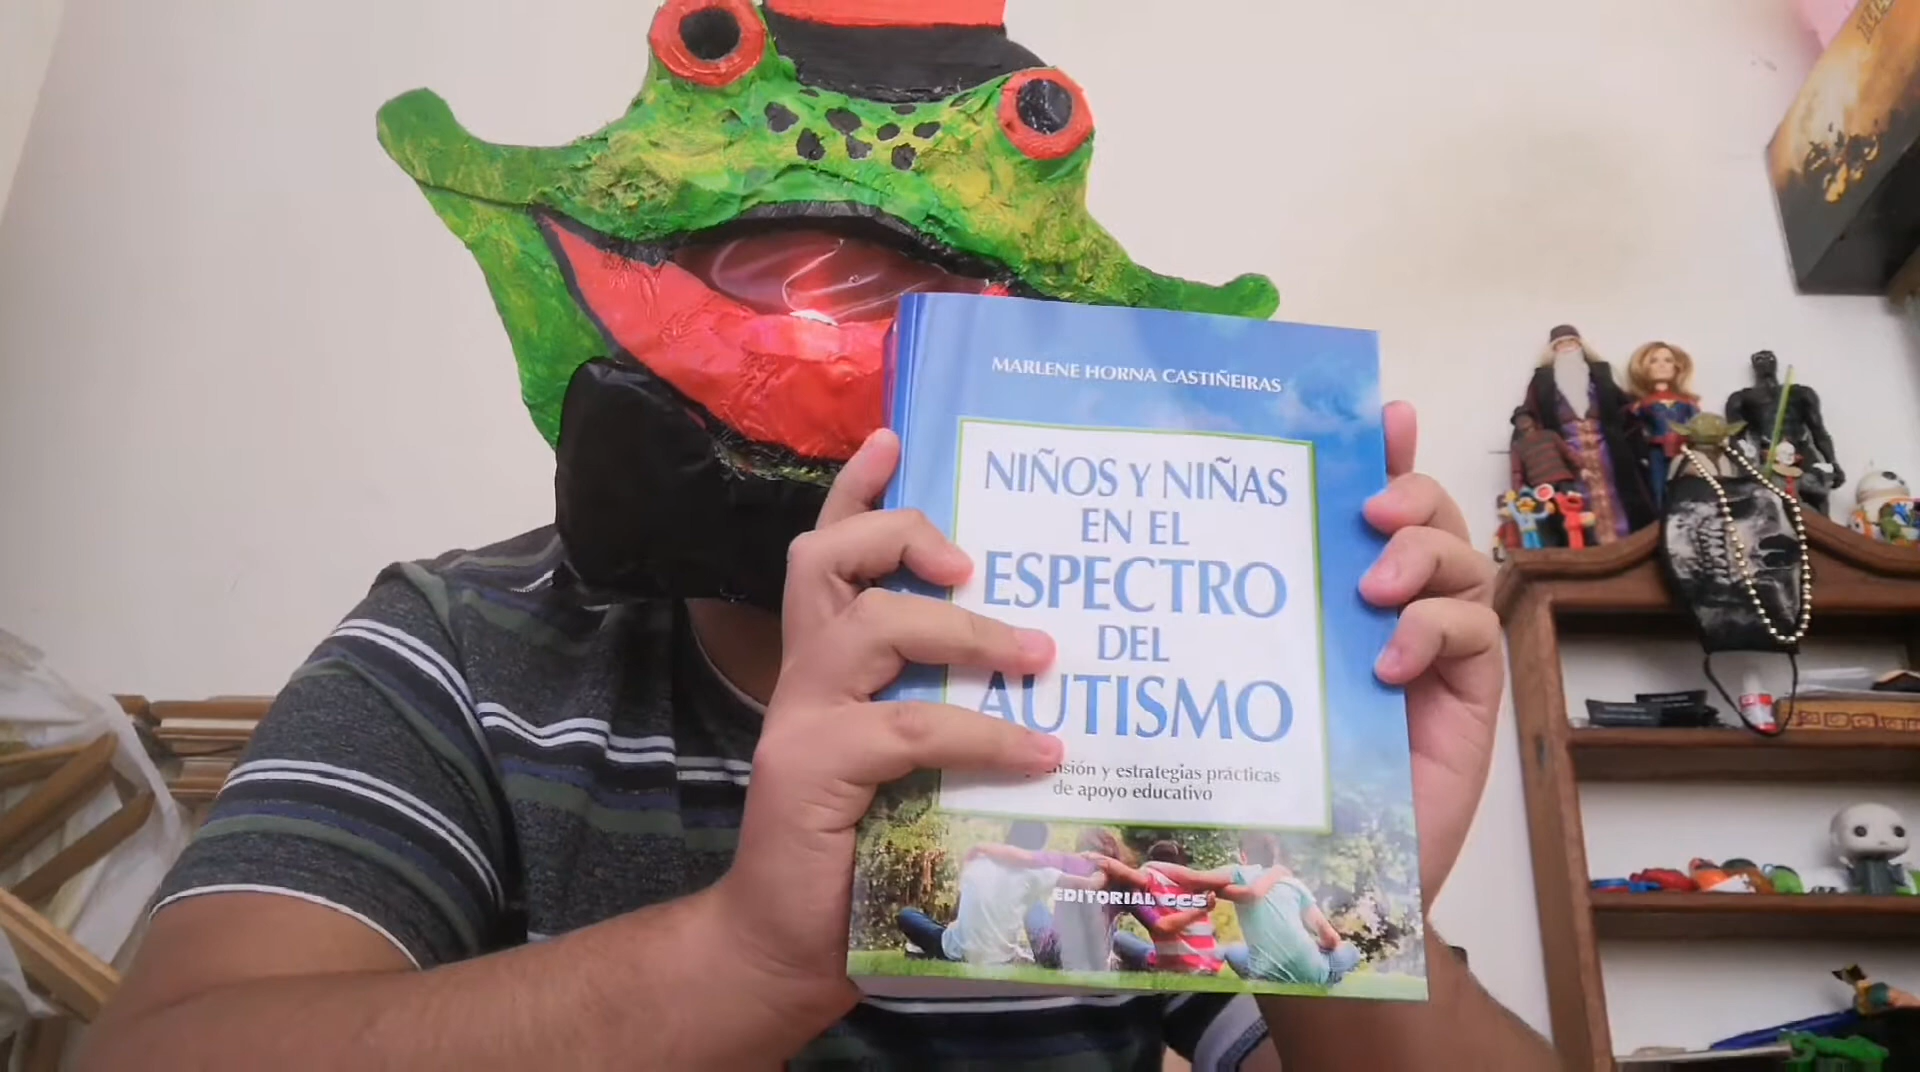 MARLENE HORNA CASTIÑEIRAS
NIÑOS Y NIÑAS
EN EL
ESPECTRO
DEL
AUTISMO
y estrategias prácticas
de apoyo educativo
EDITORIAL CCS